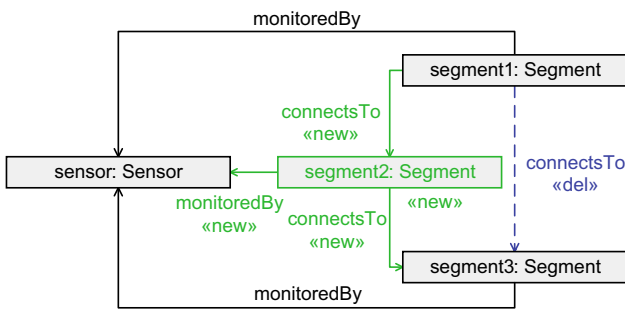 monitoredBy
segment1: Segment
connectsTo
«new»
sensor: Sensor
segment2: Segment
connectsTo
«del»
monitoredBy
«new»
connectsTo
«new»
«new»
segment3: Segment
monitoredBy